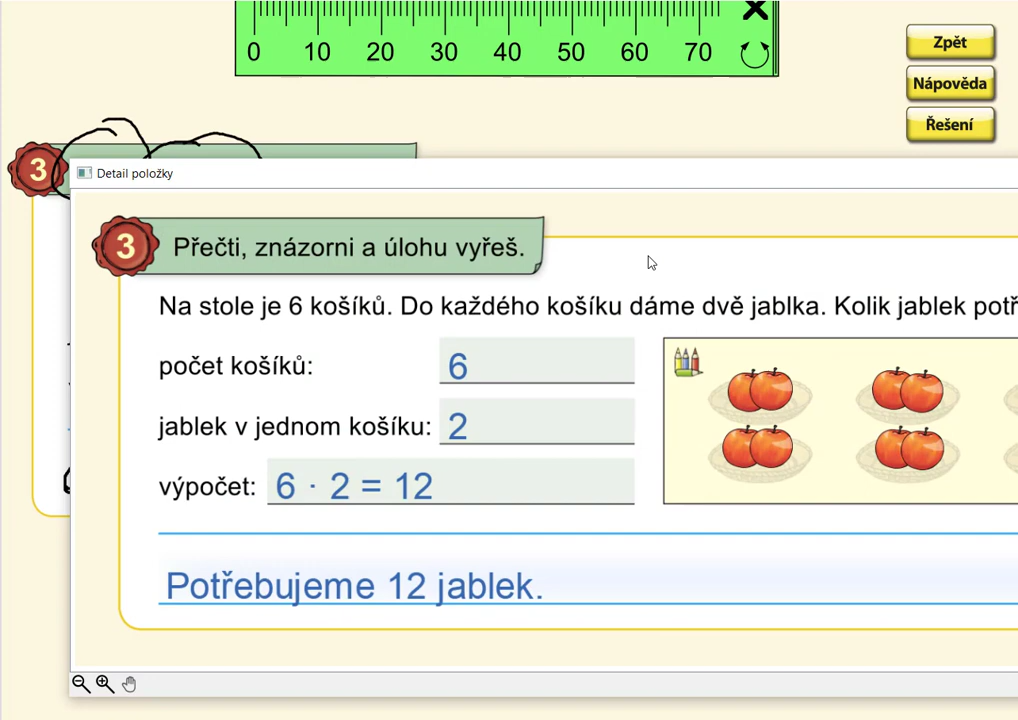 0 10 20 30 40 50 60 70
Zpět
Nápověda
Řešení
3
Detail položky
3 Přečti, znázorni a úlohu vyřeš.
Na stole je 6 košíků. Do každého košíku dáme dvě jablka. Kolik jablek
počet košíků: 6
jablek v jednom košíku: 2
výpočet: 6 · 2 = 12
Potřebujeme 12 jablek.